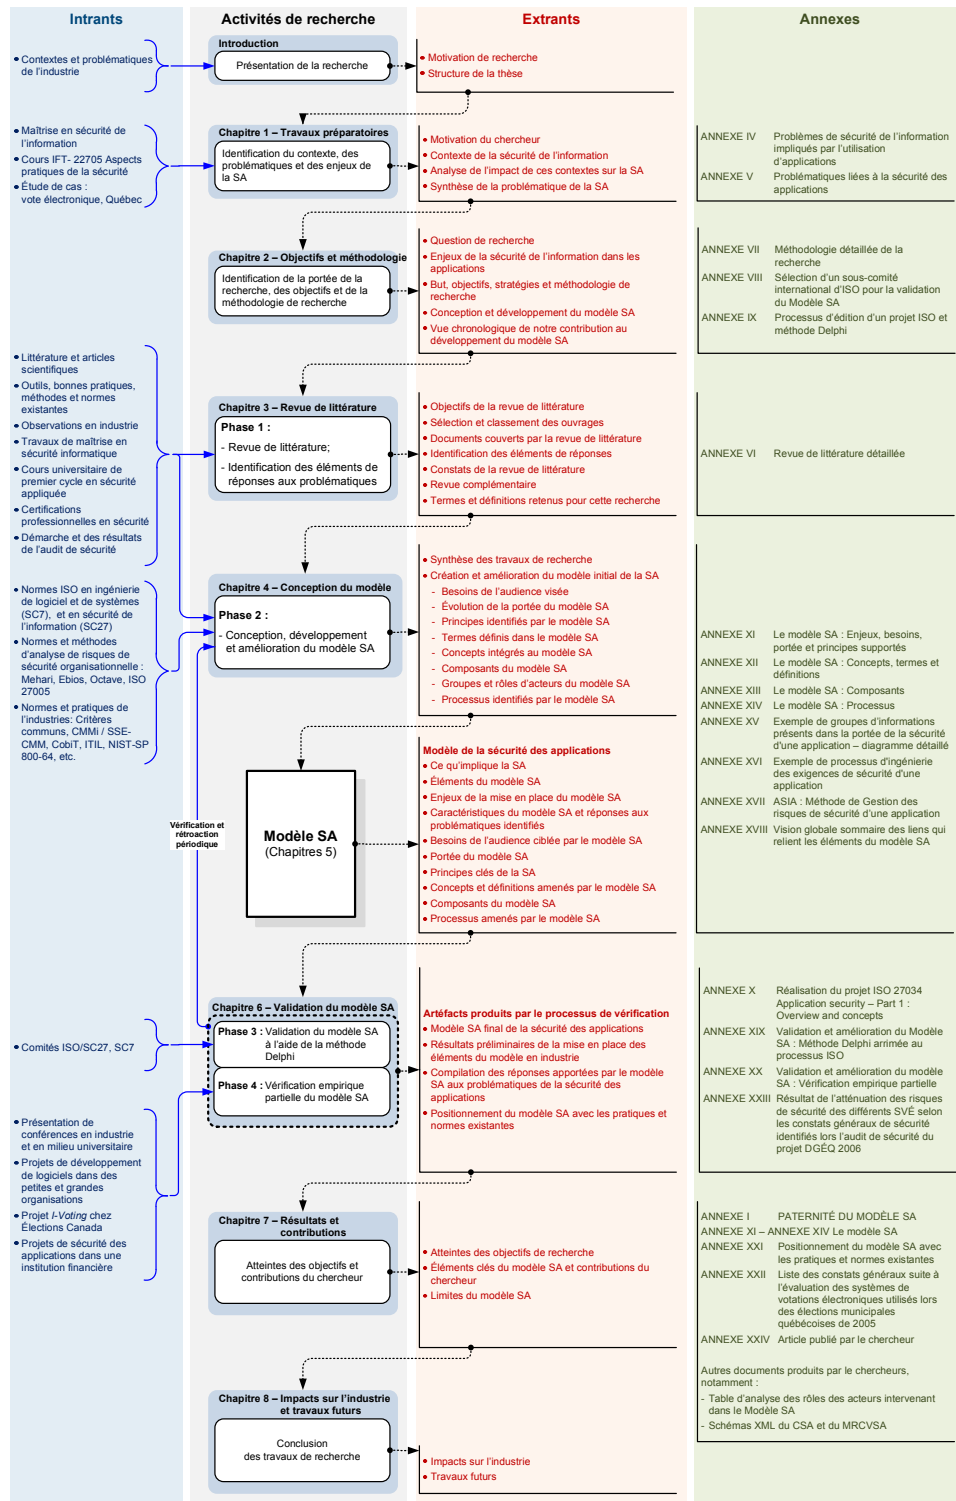 Intrants
Activités de recherche
Extrants
Annexes
Introduction
Présentation de la recherche
• Contextes et problématiques
de l'industrie
• Motivation de recherche
• Structure de la thèse
• Maîtrise en sécurité de
l'information
• Cours IFT- 22705 Aspects
pratiques de la sécurité
• Étude de cas :
vote électronique, Québec
Chapitre 1 – Travaux préparatoires
Identification du contexte, des
problématiques et des enjeux de
la SA
• Motivation du chercheur
• Contexte de la sécurité de l'information
• Analyse de l'impact de ces contextes sur la SA
• Synthèse de la problématique de la SA
ANNEXE IV Problèmes de sécurité de l'information
impliqués par l'utilisation
d'applications
ANNEXE V Problématiques liées à la sécurité des
applications
Chapitre 2 – Objectifs et méthodologie
Identification de la portée de la
recherche, des objectifs et de la
méthodologie de recherche
• Question de recherche
• Enjeux de la sécurité de l'information dans les
applications
• But, objectifs, stratégies et méthodologie de
recherche
• Conception et développement du modèle SA
• Vue chronologique de notre contribution au
développement du modèle SA
ANNEXE VII Méthodologie détaillée de la
recherche
ANNEXE VIII Sélection d'un sous-comité
international d'ISO pour la validation
du Modèle SA
ANNEXE IX Processus d'édition d'un projet ISO et
méthode Delphi
• Littérature et articles
scientifiques
• Outils, bonnes pratiques,
méthodes et normes
existantes
• Observations en industrie
• Travaux de maîtrise en
sécurité informatique
• Cours universitaire de
premier cycle en sécurité
appliquée
• Certifications
professionnelles en sécurité
• Démarche et des résultats
de l'audit de sécurité
Chapitre 3 – Revue de littérature
Phase 1 :
- Revue de littérature;
- Identification des éléments de
réponses aux problématiques
• Objectifs de la revue de littérature
• Sélection et classement des ouvrages
• Documents couverts par la revue de littérature
• Identification des éléments de réponses
• Constats de la revue de littérature
• Revue complémentaire
• Termes et définitions retenus pour cette recherche
ANNEXE VI Revue de littérature détaillée
• Normes ISO en ingénierie
de logiciel et de systèmes
(SC7), et en sécurité de
l'information (SC27)
• Normes et méthodes
d'analyse de risques de
sécurité organisationnelle :
Mehari, Ebios, Octave, ISO
27005
• Normes et pratiques de
l'industries: Critères
communs, CMMi / SSE-
CMM, CobiT, ITIL, NIST-SP
800-64, etc.
Chapitre 4 – Conception du modèle
Phase 2 :
- Conception, développement
et amélioration du modèle SA
• Synthèse des travaux de recherche
• Création et amélioration du modèle initial de la SA
- Besoins de l'audience visée
- Évolution de la portée du modèle SA
- Principes identifiés par le modèle SA
- Termes définis dans le modèle SA
- Concepts intégrés au modèle SA
- Composants du modèle SA
- Groupes et rôles d'acteurs du modèle SA
- Processus identifiés par le modèle SA
ANNEXE XI Le modèle SA : Enjeux, besoins,
portée et principes supportés
ANNEXE XII Le modèle SA : Concepts, termes et
définitions
ANNEXE XIII Le modèle SA : Composants
ANNEXE XIV Le modèle SA : Processus
ANNEXE XV Exemple de groupes d'informations
présents dans la portée de la sécurité
d'une application – diagramme détaillé
ANNEXE XVI Exemple de processus d'ingénierie
des exigences de sécurité d'une
application
ANNEXE XVII ASIA : Méthode de Gestion des
risques de sécurité d'une application
ANNEXE XVIII Vision globale sommaire des liens qui
relient les éléments du modèle SA
Vérification et
rétroaction
périodique
Modèle SA
(Chapitres 5)
Modèle de la sécurité des applications
• Ce qu'implique la SA
• Éléments du modèle SA
• Enjeux de la mise en place du modèle SA
• Caractéristiques du modèle SA et réponses aux
problématiques identifiés
• Besoins de l'audience ciblée par le modèle SA
• Portée du modèle SA
• Principes clés de la SA
• Concepts et définitions amenés par le modèle SA
• Composants du modèle SA
• Processus amenés par le modèle SA
• Comités ISO/SC27, SC7
Chapitre 6 – Validation du modèle SA
Phase 3 : Validation du modèle SA
à l'aide de la méthode
Delphi
Phase 4 : Vérification empirique
partielle du modèle SA
Artéfacts produits par le processus de vérification
• Modèle SA final de la sécurité des applications
• Résultats préliminaires de la mise en place des
éléments du modèle en industrie
• Compilation des réponses apportées par le modèle
SA aux problématiques de la sécurité des
applications
• Positionnement du modèle SA avec les pratiques et
normes existantes
ANNEXE X Réalisation du projet ISO 27034
Application security – Part 1 :
Overview and concepts
ANNEXE XIX Validation et amélioration du Modèle
SA : Méthode Delphi arrimée au
processus ISO
ANNEXE XX Validation et amélioration du modèle
SA : Vérification empirique partielle
ANNEXE XXIII Résultat de l'atténuation des risques
de sécurité des différents SVÉ selon
les constats généraux de sécurité
identifiés lors l'audit de sécurité du
projet DGÉQ 2006
• Présentation de
conférences en industrie
et en milieu universitaire
• Projets de développement
de logiciels dans des
petites et grandes
organisations
• Projet I-Voting chez
Élections Canada
• Projets de sécurité des
applications dans une
institution financière
Chapitre 7 – Résultats et
contributions
Atteintes des objectifs et
contributions du chercheur
• Atteintes des objectifs de recherche
• Éléments clés du modèle SA et contributions du
chercheur
• Limites du modèle SA
ANNEXE I PATERNITÉ DU MODÈLE SA
ANNEXE XI – ANNEXE XIV Le modèle SA
ANNEXE XXI Positionnement du modèle SA avec
les pratiques et normes existantes
ANNEXE XXII Liste des constats généraux suite à
l'évaluation des systèmes de
votations électroniques utilisés lors
des élections municipales
québécoises de 2005
ANNEXE XXIV Article publié par le chercheur
Autres documents produits par le chercheurs,
notamment :
- Table d'analyse des rôles des acteurs intervenant
dans le Modèle SA
- Schémas XML du CSA et du MRCVSA
Chapitre 8 – Impacts sur l'industrie
et travaux futurs
Conclusion
des travaux de recherche
• Impacts sur l'industrie
• Travaux futurs